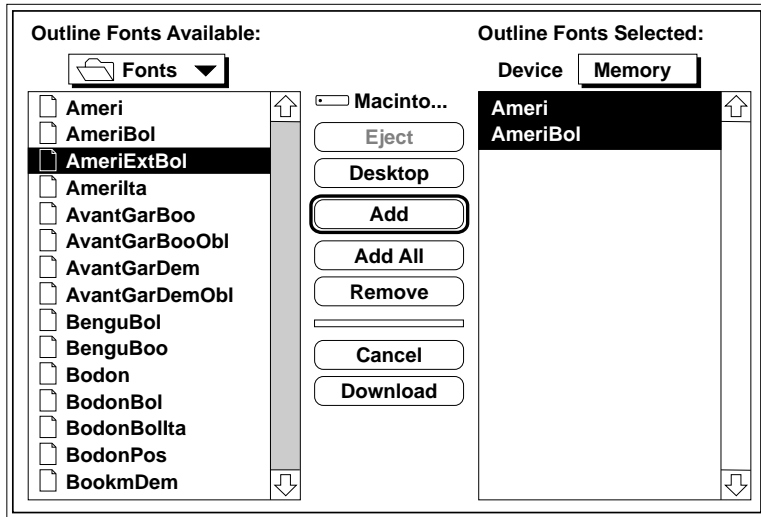 Outline Fonts Available:
Fonts
Ameri
AmeriBol
AmeriExtBol
AmeriIta
AvantGarBoo
AvantGarBooObl
AvantGarDem
AvantGarDemObl
BenguBol
BenguBoo
Bodon
BodonBol
BodonBolIta
BodonPos
BookmDem
Macinto...
Eject
Desktop
Add
Add All
Remove
Cancel
Download
Outline Fonts Selected:
Device Memory
Ameri
AmeriBol